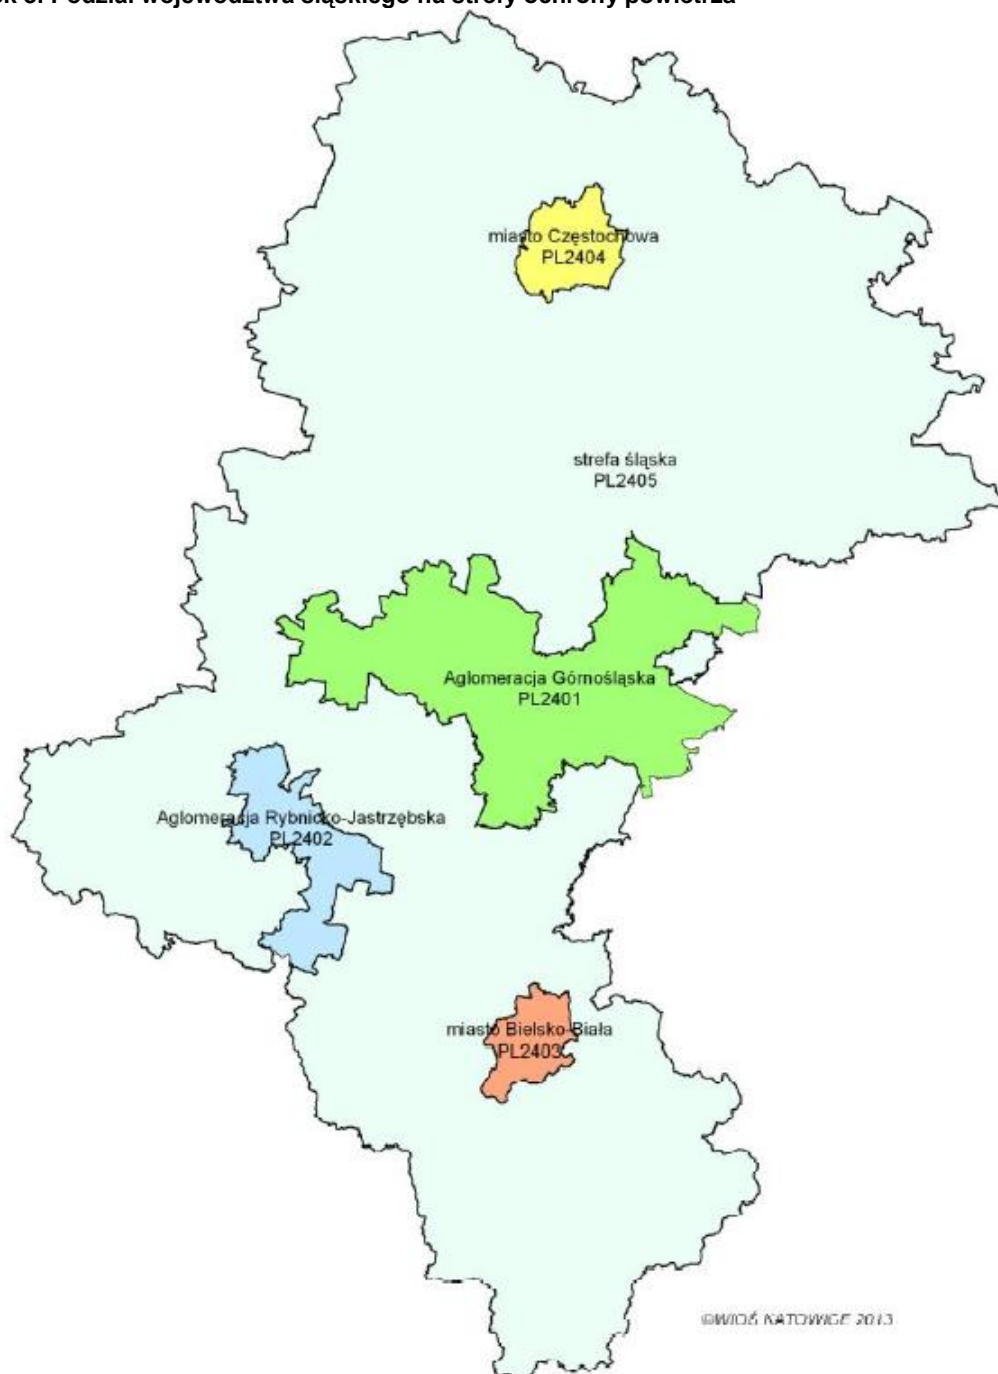 Podział województwa śląskiego na strefy ochrony powietrza
miasto Częstochowa
PL2404
strefa śląska
PL2405
Aglomeracja Górnośląska
PL2401
Aglomeracja Rybnicko-Jastrzębska
PL2402
miasto Bielsko-Biała
PL2403
©WIOŚ KATOWICE 2013